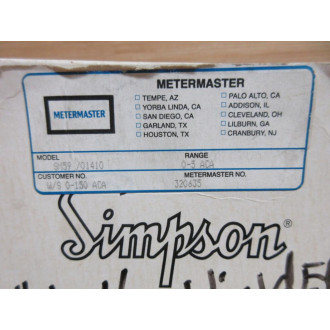 METERMASTER
METERMASTER
□ TEMPE, AZ
□ YORBA LINDA, CA
□ SAN DIEGO, CA
□ GARLAND, TX
□ HOUSTON, TX
□ PALO ALTO, CA
□ ADDISON, IL
□ CLEVELAND, OH
□ LILBURN, GA
□ CRANBURY, NJ
MODEL RANGE
/01410 0-5 ACA
CUSTOMER NO. METERMASTER NO.
W/S 0-150 ACA 320635
Simpson®